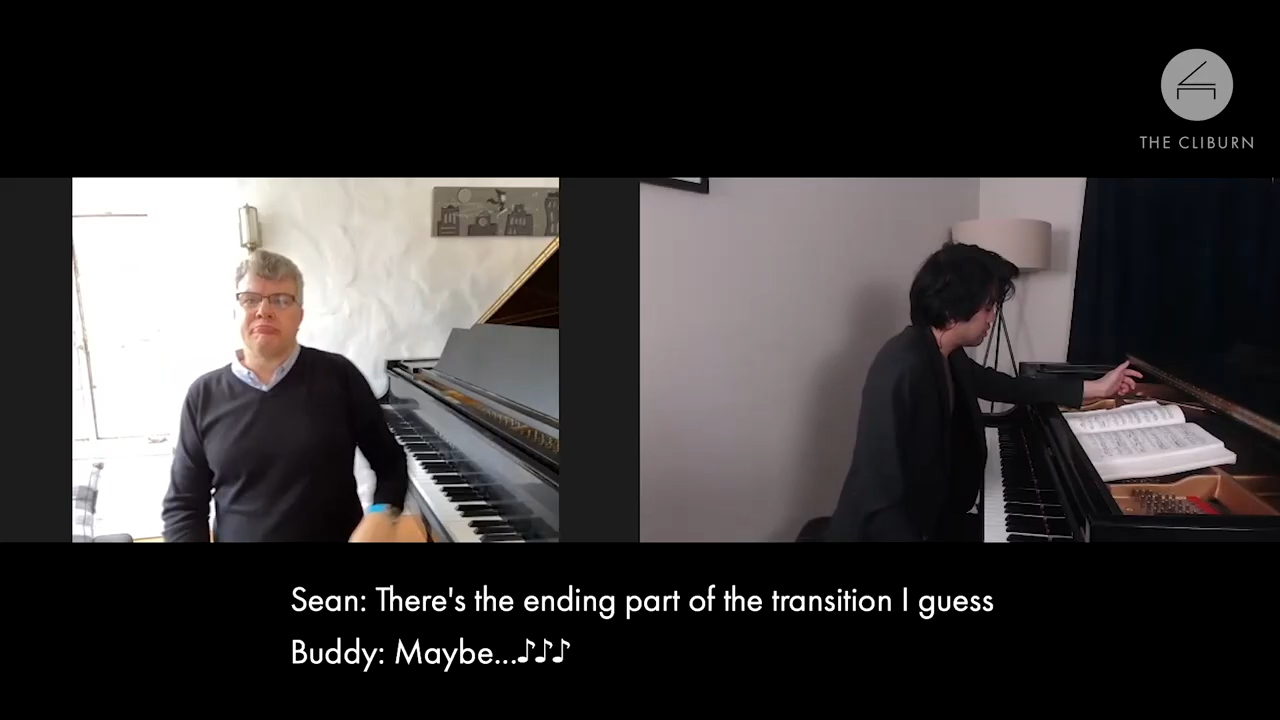 THE CLIBURN
Sean: There's the ending part of the transition I guess
Buddy: Maybe...♪♪♪